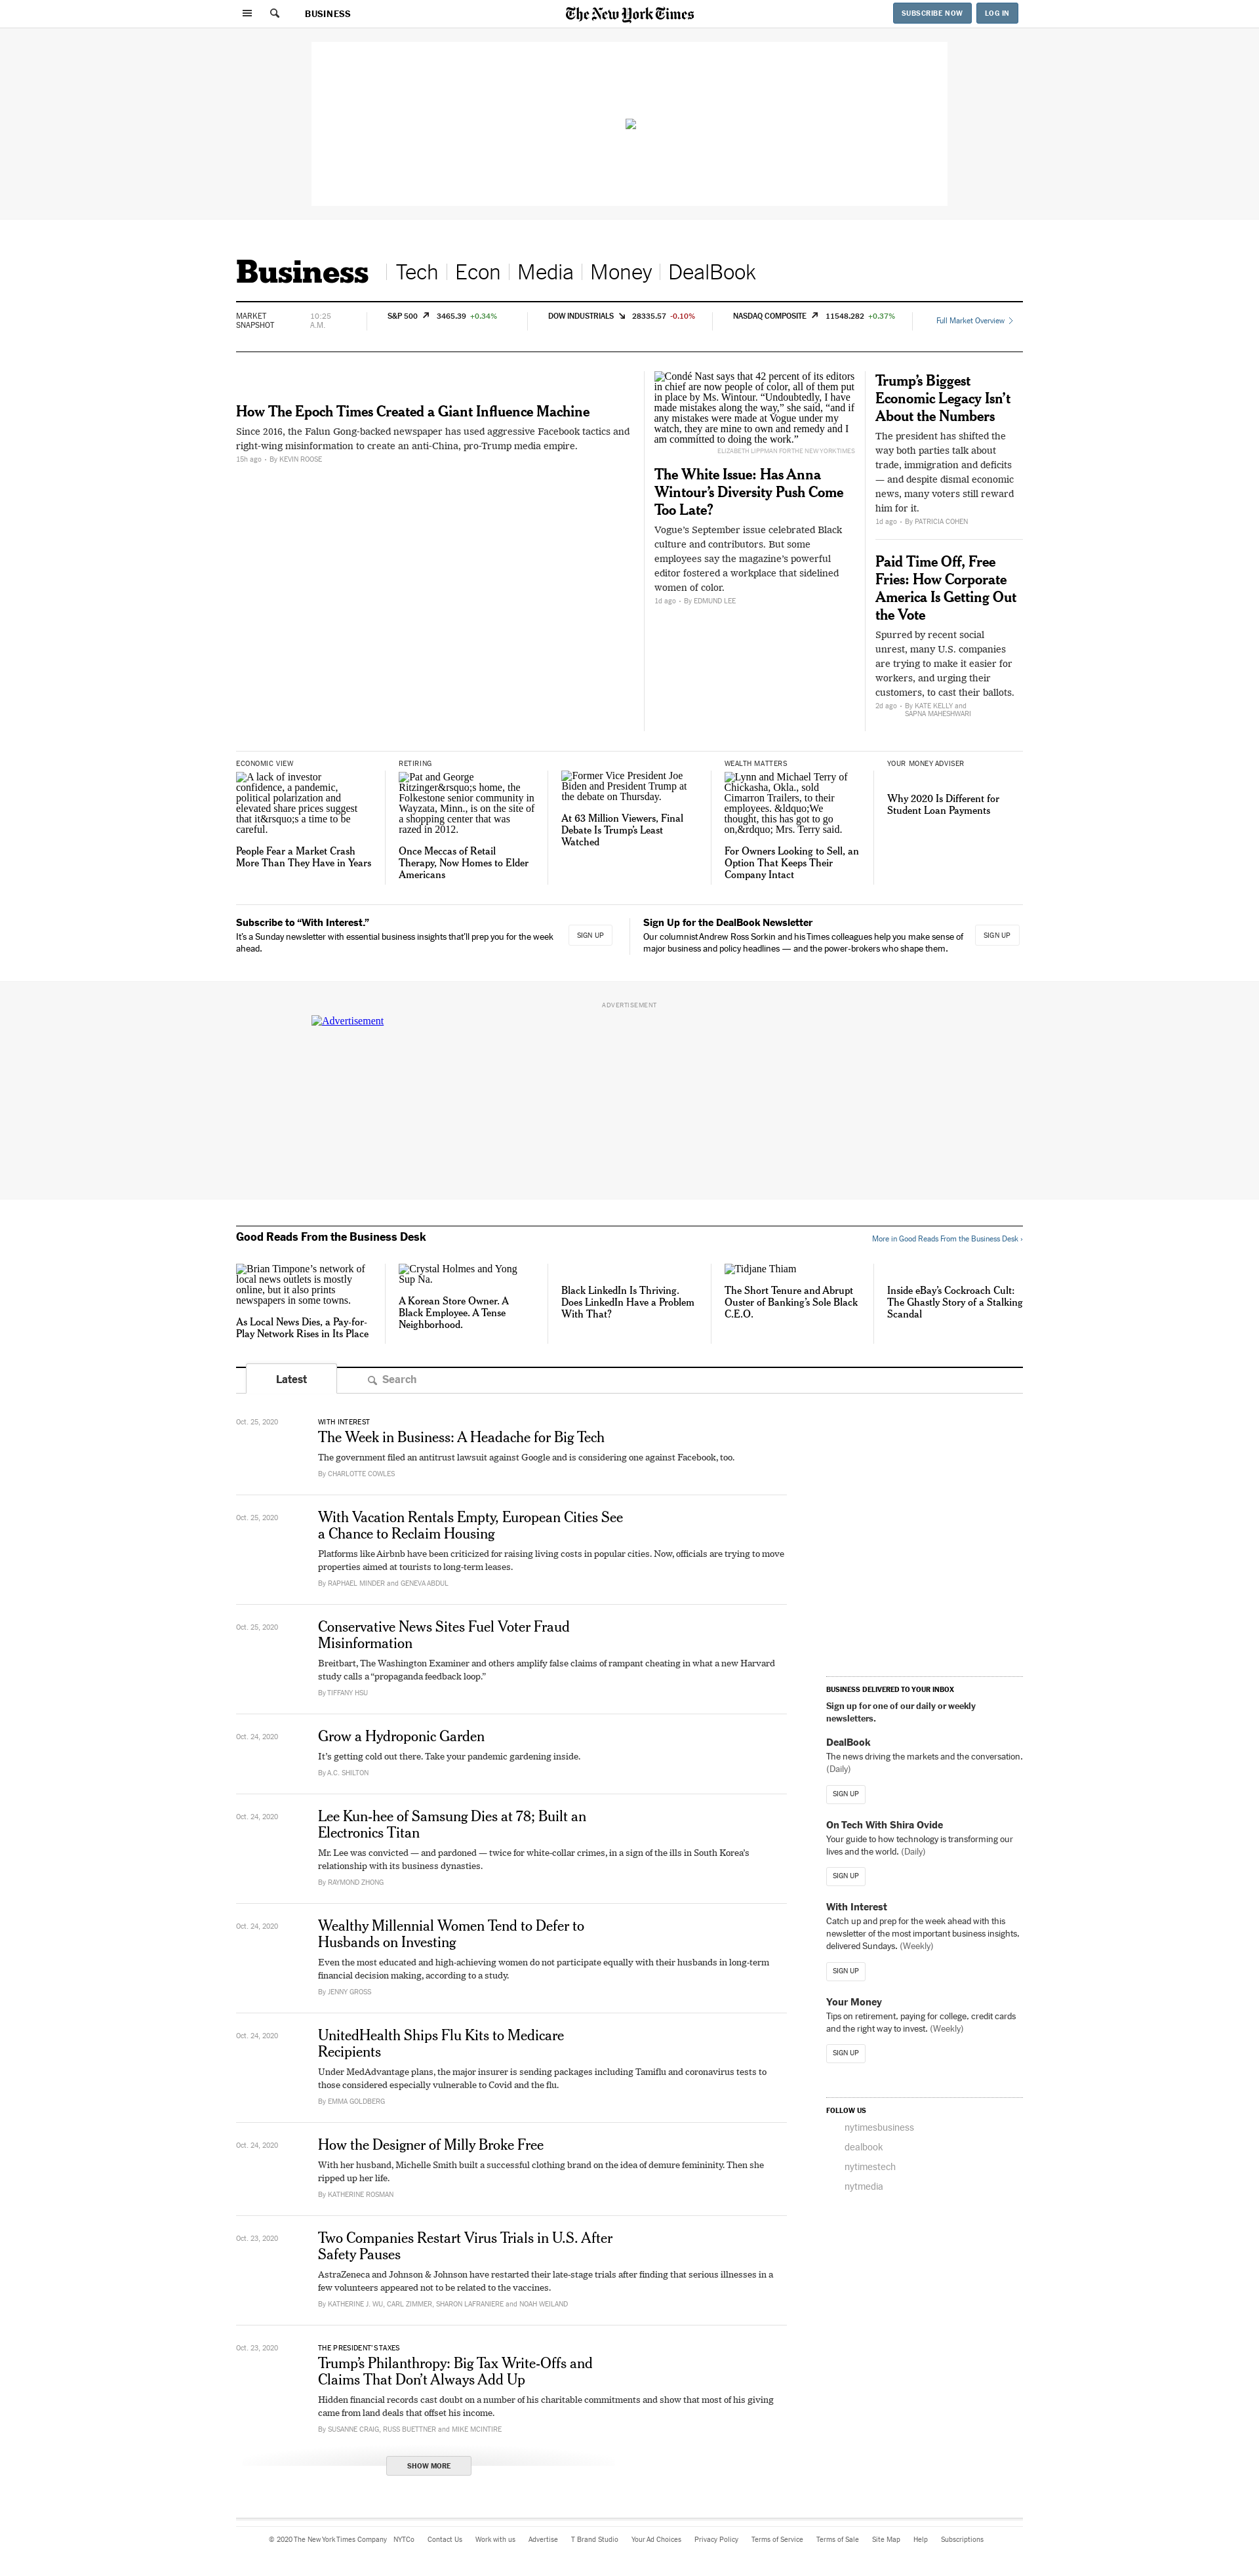 BUSINESS
The New York Times
SUBSCRIBE NOW
LOG IN
Business
Tech
Econ
Media
Money
DealBook
MARKET
SNAPSHOT
10:25
A.M.
S&P 500 3465.39 +0.34%
DOW INDUSTRIALS 28335.57 -0.10%
NASDAQ COMPOSITE 11548.282 +0.37%
Full Market Overview
How The Epoch Times Created a Giant Influence Machine
Since 2016, the Falun Gong-backed newspaper has used aggressive Facebook tactics and
right-wing misinformation to create an anti-China, pro-Trump media empire.
15h ago • By KEVIN ROOSE
Condé Nast says that 42 percent of its editors
in chief are now people of color, all of them put
in place by Ms. Wintour. “Undoubtedly, I have
made mistakes along the way,” she said, “and if
any mistakes were made at Vogue under my
watch, they are mine to own and remedy and I
am committed to doing the work.”
ELIZABETH LIPPMAN FOR THE NEW YORK TIMES
The White Issue: Has Anna
Wintour’s Diversity Push Come
Too Late?
Vogue’s September issue celebrated Black
culture and contributors. But some
employees say the magazine’s powerful
editor fostered a workplace that sidelined
women of color.
1d ago • By EDMUND LEE
Trump’s Biggest
Economic Legacy Isn’t
About the Numbers
The president has shifted the
way both parties talk about
trade, immigration and deficits
— and despite dismal economic
news, many voters still reward
him for it.
1d ago • By PATRICIA COHEN
Paid Time Off, Free
Fries: How Corporate
America Is Getting Out
the Vote
Spurred by recent social
unrest, many U.S. companies
are trying to make it easier for
workers, and urging their
customers, to cast their ballots.
2d ago • By KATE KELLY and
SAPNA MAHESHWARI
ECONOMIC VIEW
A lack of investor
confidence, a pandemic,
political polarization and
elevated share prices suggest
that it&rsquo;s a time to be
careful.
People Fear a Market Crash
More Than They Have in Years
RETIRING
Pat and George
Ritzinger&rsquo;s home, the
Folkestone senior community in
Wayzata, Minn., is on the site of
a shopping center that was
razed in 2012.
Once Meccas of Retail
Therapy, Now Homes to Elder
Americans
Former Vice President Joe
Biden and President Trump at
the debate on Thursday.
At 63 Million Viewers, Final
Debate Is Trump’s Least
Watched
WEALTH MATTERS
Lynn and Michael Terry of
Chickasha, Okla., sold
Cimarron Trailers, to their
employees. &ldquo;We
thought, this has got to go
on,&rdquo; Mrs. Terry said.
For Owners Looking to Sell, an
Option That Keeps Their
Company Intact
YOUR MONEY ADVISER
Why 2020 Is Different for
Student Loan Payments
Subscribe to “With Interest.”
It’s a Sunday newsletter with essential business insights that’ll prep you for the week
ahead.
SIGN UP
Sign Up for the DealBook Newsletter
Our columnist Andrew Ross Sorkin and his Times colleagues help you make sense of
major business and policy headlines — and the power-brokers who shape them.
SIGN UP
ADVERTISEMENT
Advertisement
Good Reads From the Business Desk
More in Good Reads From the Business Desk ›
Brian Timpone’s network of
local news outlets is mostly
online, but it also prints
newspapers in some towns.
As Local News Dies, a Pay-for-
Play Network Rises in Its Place
Crystal Holmes and Yong
Sup Na.
A Korean Store Owner. A
Black Employee. A Tense
Neighborhood.
Black LinkedIn Is Thriving.
Does LinkedIn Have a Problem
With That?
Tidjane Thiam
The Short Tenure and Abrupt
Ouster of Banking’s Sole Black
C.E.O.
Inside eBay’s Cockroach Cult:
The Ghastly Story of a Stalking
Scandal
Latest
Search
Oct. 25, 2020
WITH INTEREST
The Week in Business: A Headache for Big Tech
The government filed an antitrust lawsuit against Google and is considering one against Facebook, too.
By CHARLOTTE COWLES
Oct. 25, 2020
With Vacation Rentals Empty, European Cities See
a Chance to Reclaim Housing
Platforms like Airbnb have been criticized for raising living costs in popular cities. Now, officials are trying to move
properties aimed at tourists to long-term leases.
By RAPHAEL MINDER and GENEVA ABDUL
Oct. 25, 2020
Conservative News Sites Fuel Voter Fraud
Misinformation
Breitbart, The Washington Examiner and others amplify false claims of rampant cheating in what a new Harvard
study calls a “propaganda feedback loop.”
By TIFFANY HSU
Oct. 24, 2020
Grow a Hydroponic Garden
It’s getting cold out there. Take your pandemic gardening inside.
By A.C. SHILTON
Oct. 24, 2020
Lee Kun-hee of Samsung Dies at 78; Built an
Electronics Titan
Mr. Lee was convicted — and pardoned — twice for white-collar crimes, in a sign of the ills in South Korea’s
relationship with its business dynasties.
By RAYMOND ZHONG
Oct. 24, 2020
Wealthy Millennial Women Tend to Defer to
Husbands on Investing
Even the most educated and high-achieving women do not participate equally with their husbands in long-term
financial decision making, according to a study.
By JENNY GROSS
Oct. 24, 2020
UnitedHealth Ships Flu Kits to Medicare
Recipients
Under MedAdvantage plans, the major insurer is sending packages including Tamiflu and coronavirus tests to
those considered especially vulnerable to Covid and the flu.
By EMMA GOLDBERG
Oct. 24, 2020
How the Designer of Milly Broke Free
With her husband, Michelle Smith built a successful clothing brand on the idea of demure femininity. Then she
ripped up her life.
By KATHERINE ROSMAN
Oct. 23, 2020
Two Companies Restart Virus Trials in U.S. After
Safety Pauses
AstraZeneca and Johnson & Johnson have restarted their late-stage trials after finding that serious illnesses in a
few volunteers appeared not to be related to the vaccines.
By KATHERINE J. WU, CARL ZIMMER, SHARON LAFRANIERE and NOAH WEILAND
Oct. 23, 2020
THE PRESIDENT’S TAXES
Trump’s Philanthropy: Big Tax Write-Offs and
Claims That Don’t Always Add Up
Hidden financial records cast doubt on a number of his charitable commitments and show that most of his giving
came from land deals that offset his income.
By SUSANNE CRAIG, RUSS BUETTNER and MIKE MCINTIRE
SHOW MORE
BUSINESS DELIVERED TO YOUR INBOX
Sign up for one of our daily or weekly
newsletters.
DealBook
The news driving the markets and the conversation.
(Daily)
SIGN UP
On Tech With Shira Ovide
Your guide to how technology is transforming our
lives and the world. (Daily)
SIGN UP
With Interest
Catch up and prep for the week ahead with this
newsletter of the most important business insights,
delivered Sundays. (Weekly)
SIGN UP
Your Money
Tips on retirement, paying for college, credit cards
and the right way to invest. (Weekly)
SIGN UP
FOLLOW US
nytimesbusiness
dealbook
nytimestech
nytmedia
© 2020 The New York Times Company NYTCo Contact Us Work with us Advertise T Brand Studio Your Ad Choices Privacy Policy Terms of Service Terms of Sale Site Map Help Subscriptions